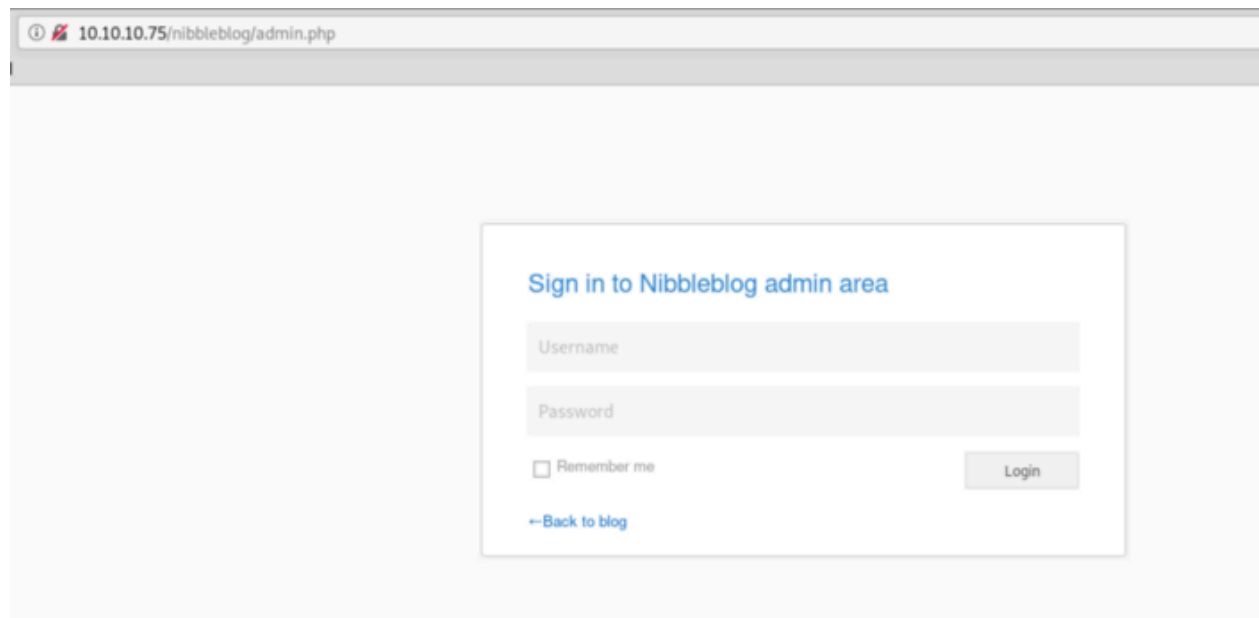 10.10.10.75/nibbleblog/admin.php
Sign in to Nibbleblog admin area
Username
Password
Remember me
Login
←Back to blog